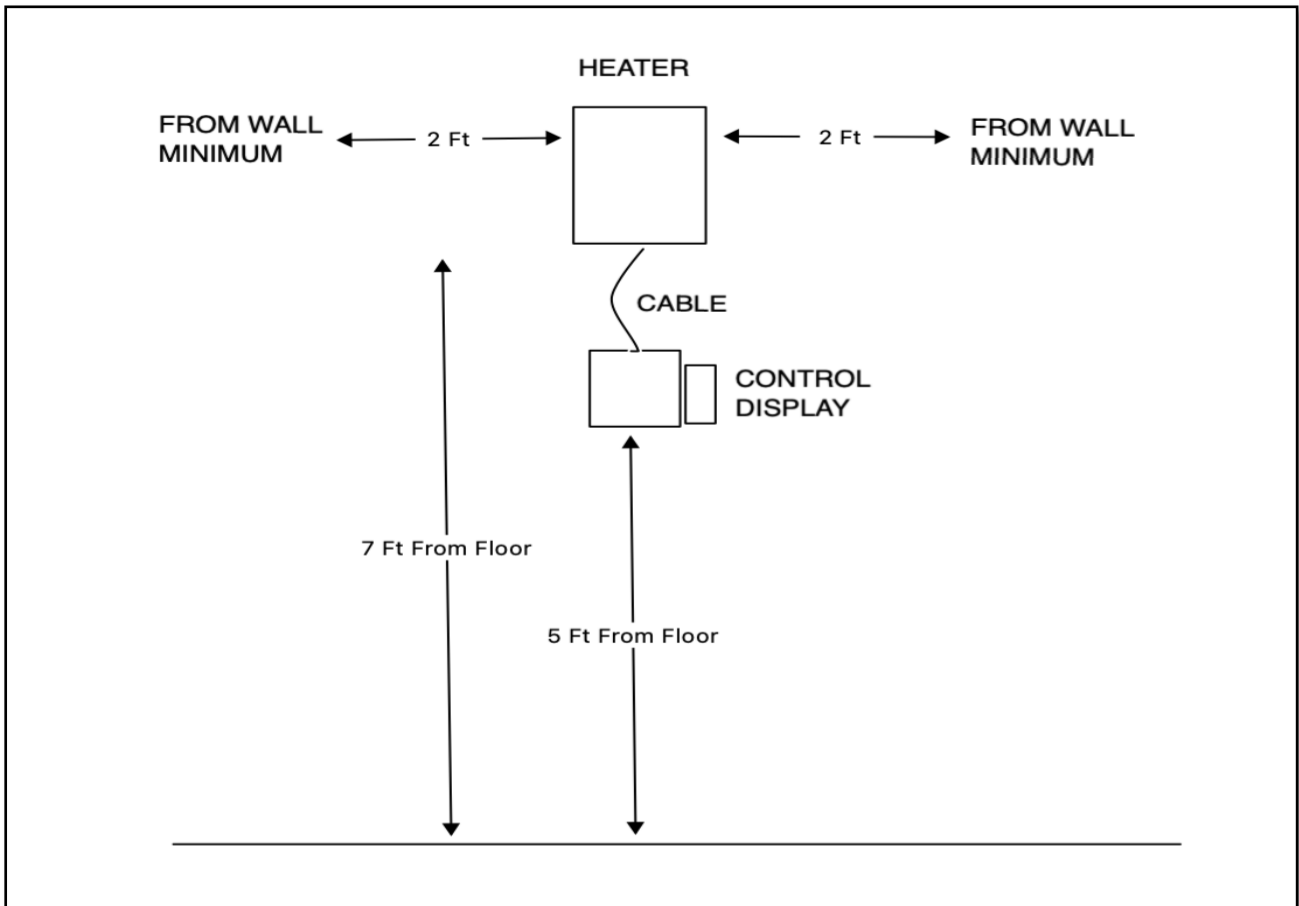 HEATER
FROM WALL
MINIMUM
2 Ft
2 Ft
FROM WALL
MINIMUM
CABLE
CONTROL
DISPLAY
7 Ft From Floor
5 Ft From Floor